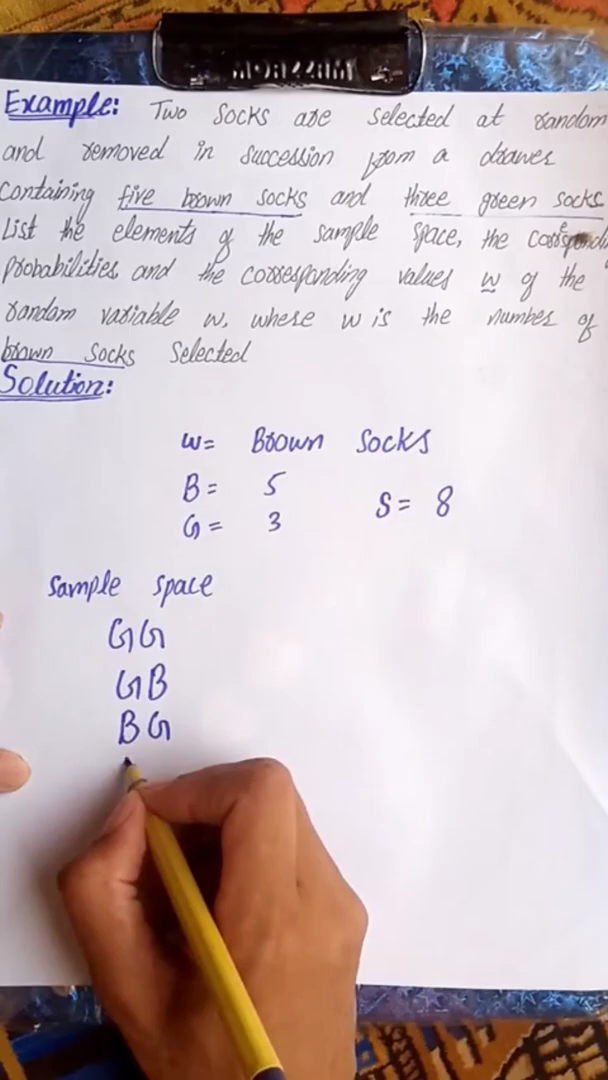 MOAZZAM
Example: Two socks are selected at random
and removed in succession from a drawer
containing five brown socks and three green socks
List the elements of the sample space, the
probabilities and the corresponding values w of the
random variable w, where w is the number of
brown socks selected
Solution:
w= Brown Socks
B= 5
S= 8
G= 3
Sample space
GG
GB
BG